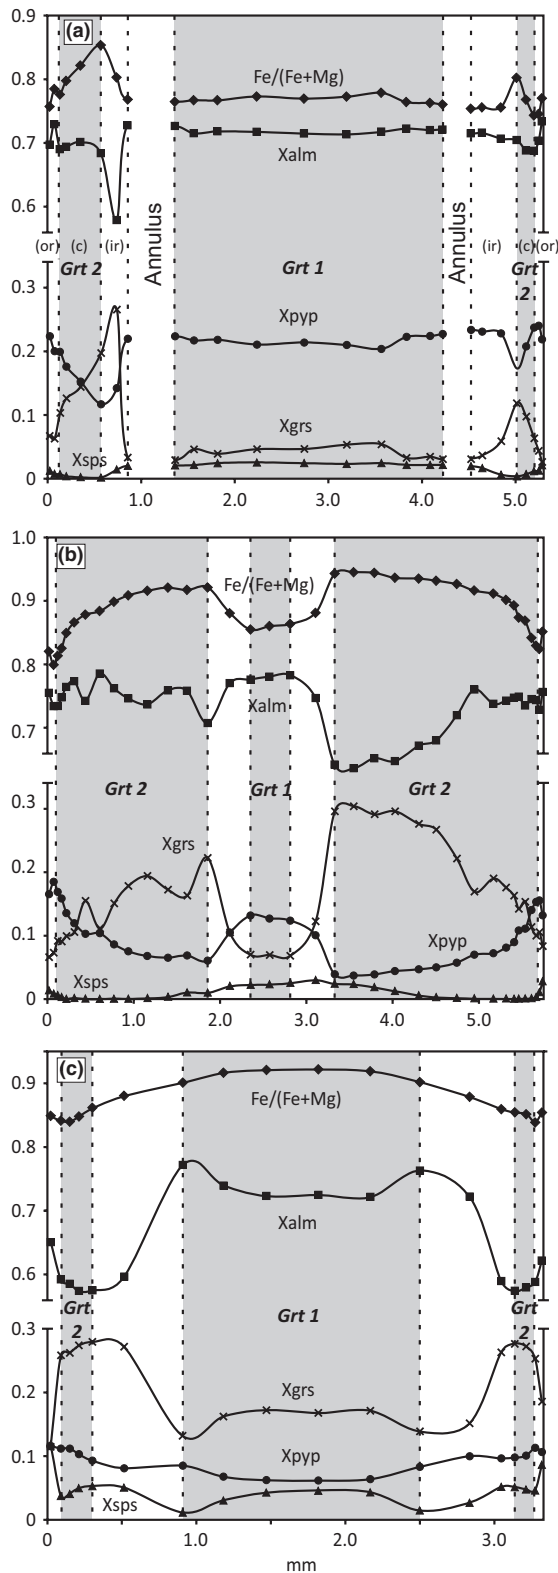 0.9
(a)
0.8
Fe/(Fe+Mg)
0.7
Xalm
0.6
(or) (c) (ir) Annulus Annulus (ir) (c) (or)
Grt 2 Grt 1 Grt
2
0.3
Xpyp
0.2
0.1
Xgrs
Xsps
0
0 1.0 2.0 3.0 4.0 5.0
1.0
(b)
0.9
Fe/(Fe+Mg)
0.8
Xalm
0.7
Grt 2 Grt 1 Grt 2
0.3
Xgrs
0.2
0.1
Xpyp
Xsps
0
0 1.0 2.0 3.0 4.0 5.0
(c)
0.9
Fe/(Fe+Mg)
0.8
0.7
Xalm
0.6
Grt Grt 1 Grt
2 2
0.3
Xgrs
0.2
Xpyp
0.1
Xsps
0
0 1.0 2.0 3.0
mm